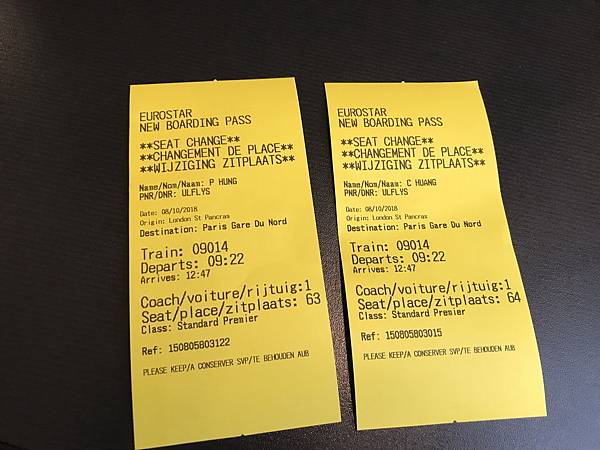 EUROSTAR
NEW BOARDING PASS
**SEAT CHANGE**
**CHANGEMENT DE PLACE**
**WIJZIGING ZITPLAATS**
Name/Nom/Naam: P HUNG
PNR/DNR: ULFLYS
Date: 08/10/2018
Origin: London St Pancras
Destination: Paris Gare Du Nord
Train: 09014
Departs: 09:22
Arrives: 12:47
Coach/voiture/rijtuig:1
Seat/place/zitplaats: 63
Class: Standard Premier
Ref: 150805803122
PLEASE KEEP/A CONSERVER SVP/TE BEHOUDEN AUB
EUROSTAR
NEW BOARDING PASS
**SEAT CHANGE**
**CHANGEMENT DE PLACE**
**WIJZIGING ZITPLAATS**
Name/Nom/Naam: C HUANG
PNR/DNR: ULFLYS
Date: 08/10/2018
Origin: London St Pancras
Destination: Paris Gare Du Nord
Train: 09014
Departs: 09:22
Arrives: 12:47
Coach/voiture/rijtuig:1
Seat/place/zitplaats: 64
Class: Standard Premier
Ref: 150805803015
PLEASE KEEP/A CONSERVER SVP/TE BEHOUDEN AUB